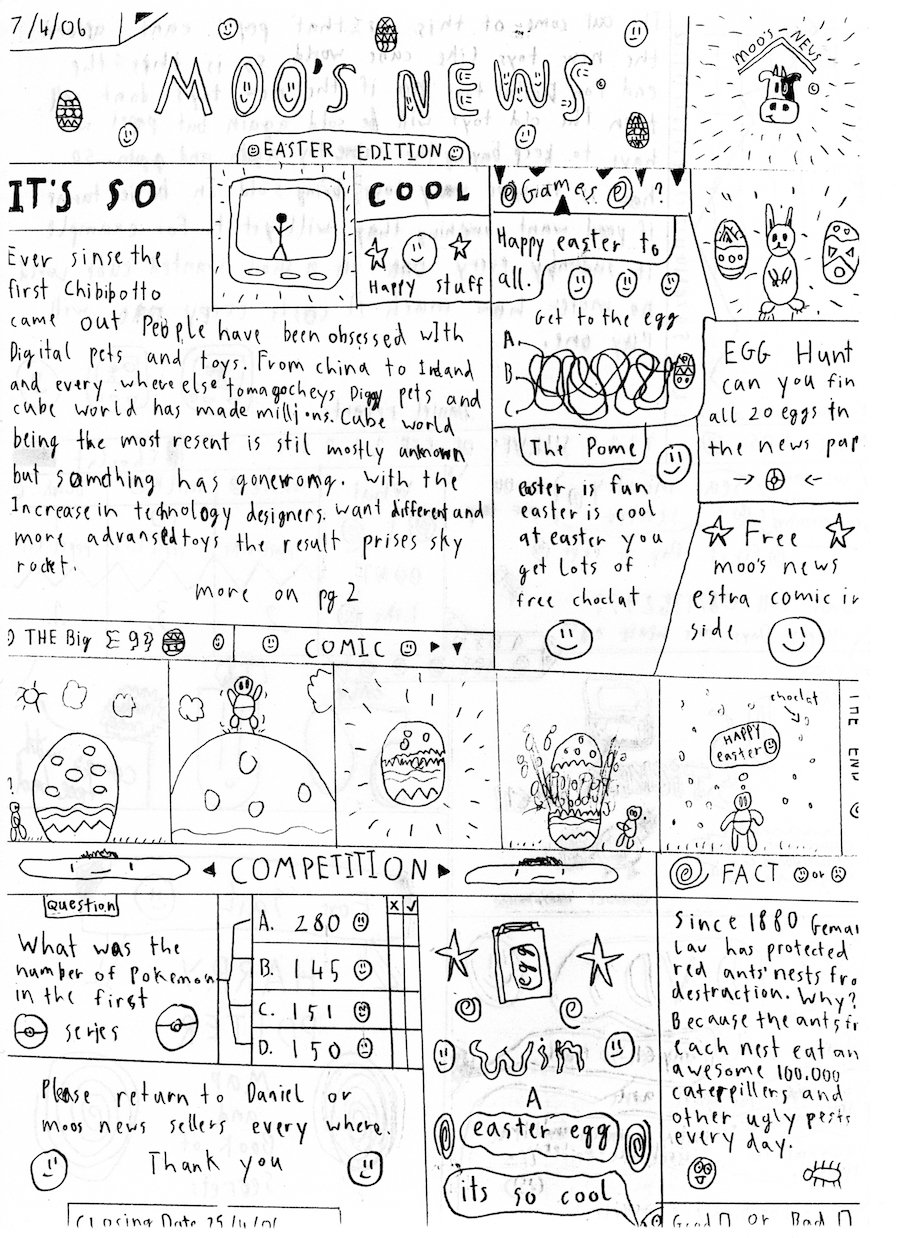 7/4/06
MOO'S NEWS
MOO'S NEWS
EASTER EDITION
IT'S SO
COOL
Happy stuff
Ever sinse the
first Chibipotto
came out People have been obsessed with
Digital pets and toys. From china to Ireland
and every where else tomagocheys Diggy pets and
cube world has made millions. Cube world
being the most resent is stil mostly unknown
but somthing has gone wrong. With the
Increase in technology designers. want different and
more advansed toys the result prises sky
rocket.
more on pg 2
Games ?
Happy easter to
all.
Get to the egg
A.
B.
C.
The Pome
easter is fun
easter is cool
at easter you
get lots of
free choclat
EGG Hunt
can you fin
all 20 eggs in
the news pap
Free
moo's news
estra comic in
side
THE Big Egg
COMIC
!
HAPPY
easter
choclat
THE END
COMPETITION
Question
What was the
number of Pokemon
in the first
series
X ✓
A. 280
B. 145
C. 151
D. 150
Please return to Daniel or
moos news sellers every where.
Thank you
Closing Date 25/4/06
egg
Win
A
easter egg
its so cool
FACT or
Since 1880 Gemar
Law has protected
red ants' nests fro
destraction. Why?
Because the ants fr
each nest eat an
awesome 100.000
caterpillers and
other ugly pests
every day.
Good or Bad